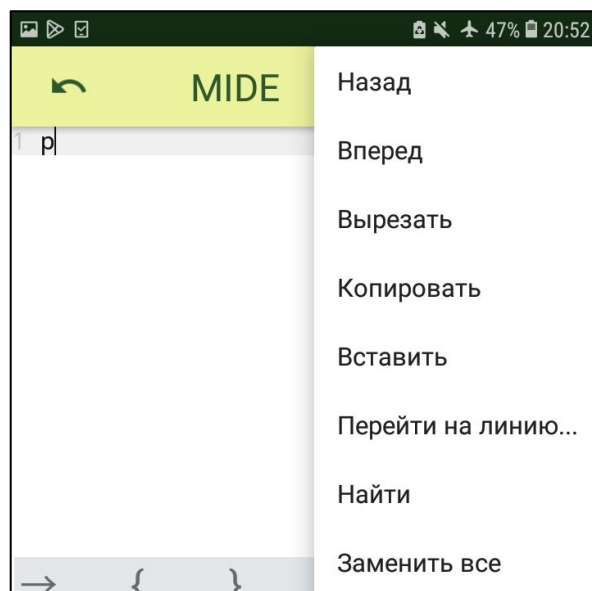 47% 20:52
MIDE
1 p
Назад
Вперед
Вырезать
Копировать
Вставить
Перейти на линию...
Найти
Заменить все
→ { }